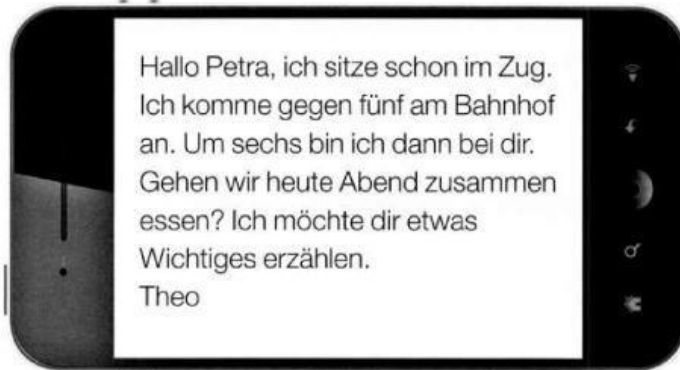 Hallo Petra, ich sitze schon im Zug.
Ich komme gegen fünf am Bahnhof
an. Um sechs bin ich dann bei dir.
Gehen wir heute Abend zusammen
essen? Ich möchte dir etwas
Wichtiges erzählen.
Theo